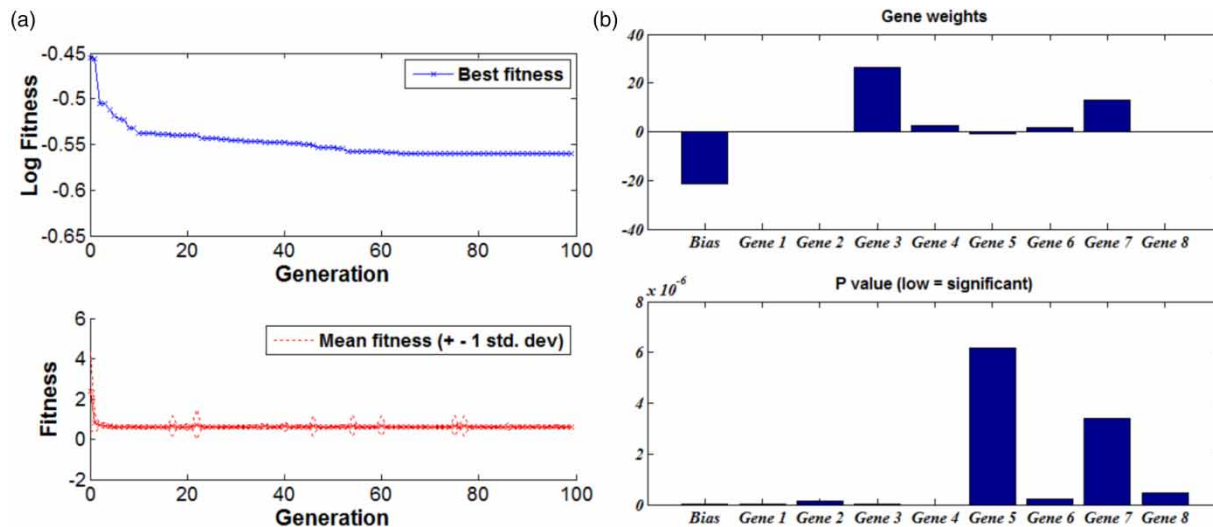 (a)
-0.45
-0.5
-0.55
-0.6
-0.65
Log Fitness
Best fitness
0 20 40 60 80 100
Generation
6
4
2
0
-2
Fitness
Mean fitness (+ - 1 std. dev)
0 20 40 60 80 100
Generation
(b)
Gene weights
40
20
0
-20
-40
Bias Gene 1 Gene 2 Gene 3 Gene 4 Gene 5 Gene 6 Gene 7 Gene 8
P value (low = significant)
x 10-6
8
6
4
2
0
Bias Gene 1 Gene 2 Gene 3 Gene 4 Gene 5 Gene 6 Gene 7 Gene 8